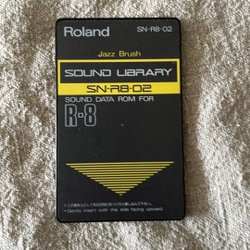 Roland SN-R8-02
Jazz Brush
SOUND LIBRARY
SN-R8-02
SOUND DATA ROM FOR
R-8
• Gently insert with this side facing upward.